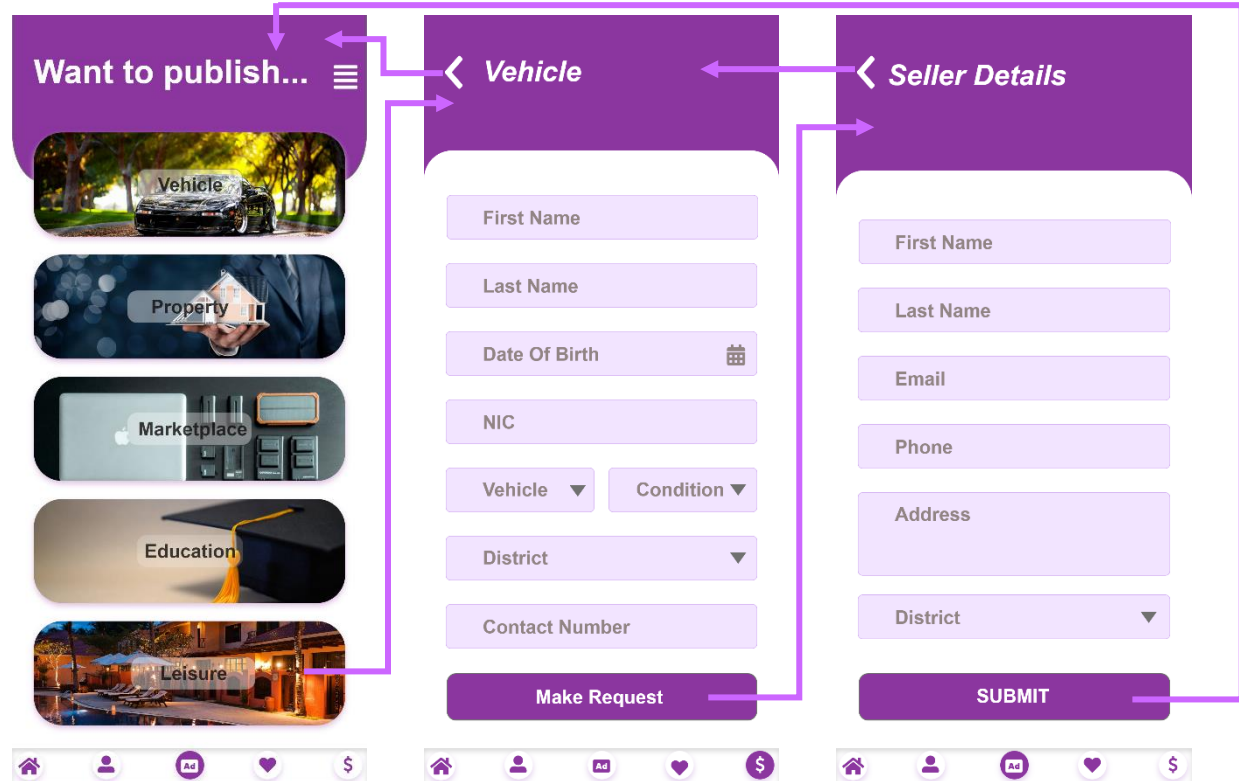 Want to publish...
Vehicle
Property
Marketplace
Education
Leisure
Ad
$
Vehicle
First Name
Last Name
Date Of Birth
NIC
Vehicle
Condition
District
Contact Number
Make Request
Ad
$
Seller Details
First Name
Last Name
Email
Phone
Address
District
SUBMIT
Ad
$